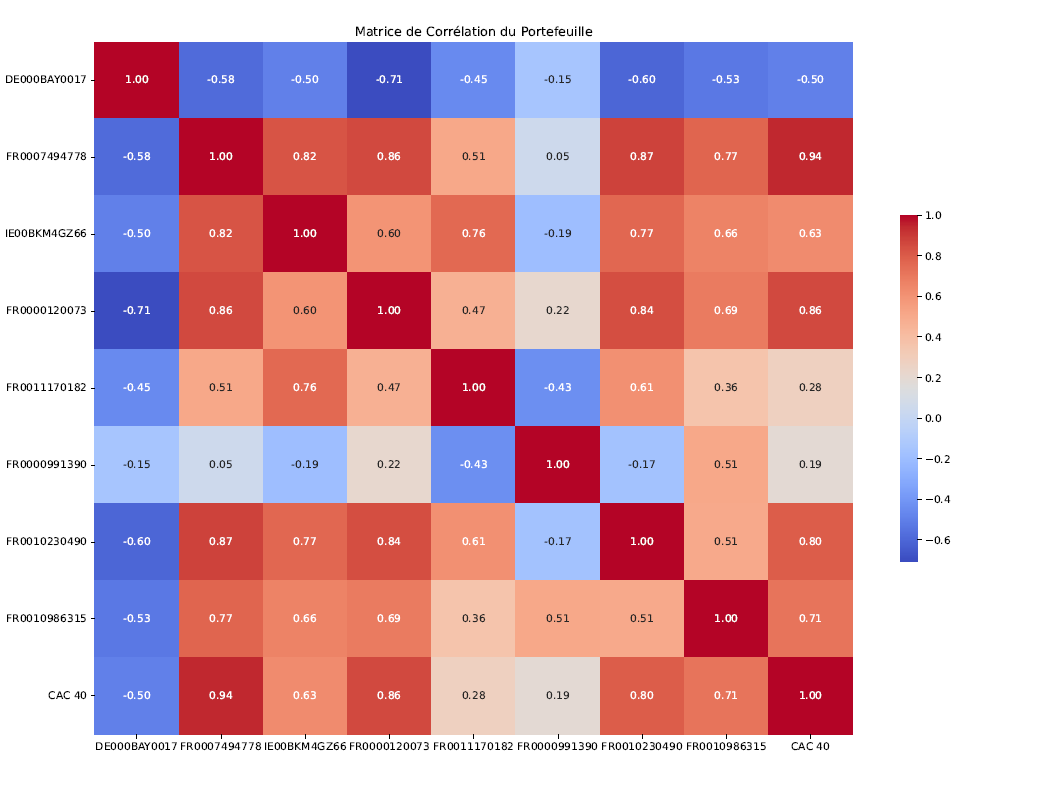 Matrice de Corrélation du Portefeuille
DE000BAY0017 1.00 -0.58 -0.50 -0.71 -0.45 -0.15 -0.60 -0.53 -0.50
FR0007494778 -0.58 1.00 0.82 0.86 0.51 0.05 0.87 0.77 0.94
IE00BKM4GZ66 -0.50 0.82 1.00 0.60 0.76 -0.19 0.77 0.66 0.63
FR0000120073 -0.71 0.86 0.60 1.00 0.47 0.22 0.84 0.69 0.86
FR0011170182 -0.45 0.51 0.76 0.47 1.00 -0.43 0.61 0.36 0.28
FR0000991390 -0.15 0.05 -0.19 0.22 -0.43 1.00 -0.17 0.51 0.19
FR0010230490 -0.60 0.87 0.77 0.84 0.61 -0.17 1.00 0.51 0.80
FR0010986315 -0.53 0.77 0.66 0.69 0.36 0.51 0.51 1.00 0.71
CAC 40 -0.50 0.94 0.63 0.86 0.28 0.19 0.80 0.71 1.00
DE000BAY0017 FR0007494778 IE00BKM4GZ66 FR0000120073 FR0011170182 FR0000991390 FR0010230490 FR0010986315 CAC 40
1.0
0.8
0.6
0.4
0.2
0.0
−0.2
−0.4
−0.6